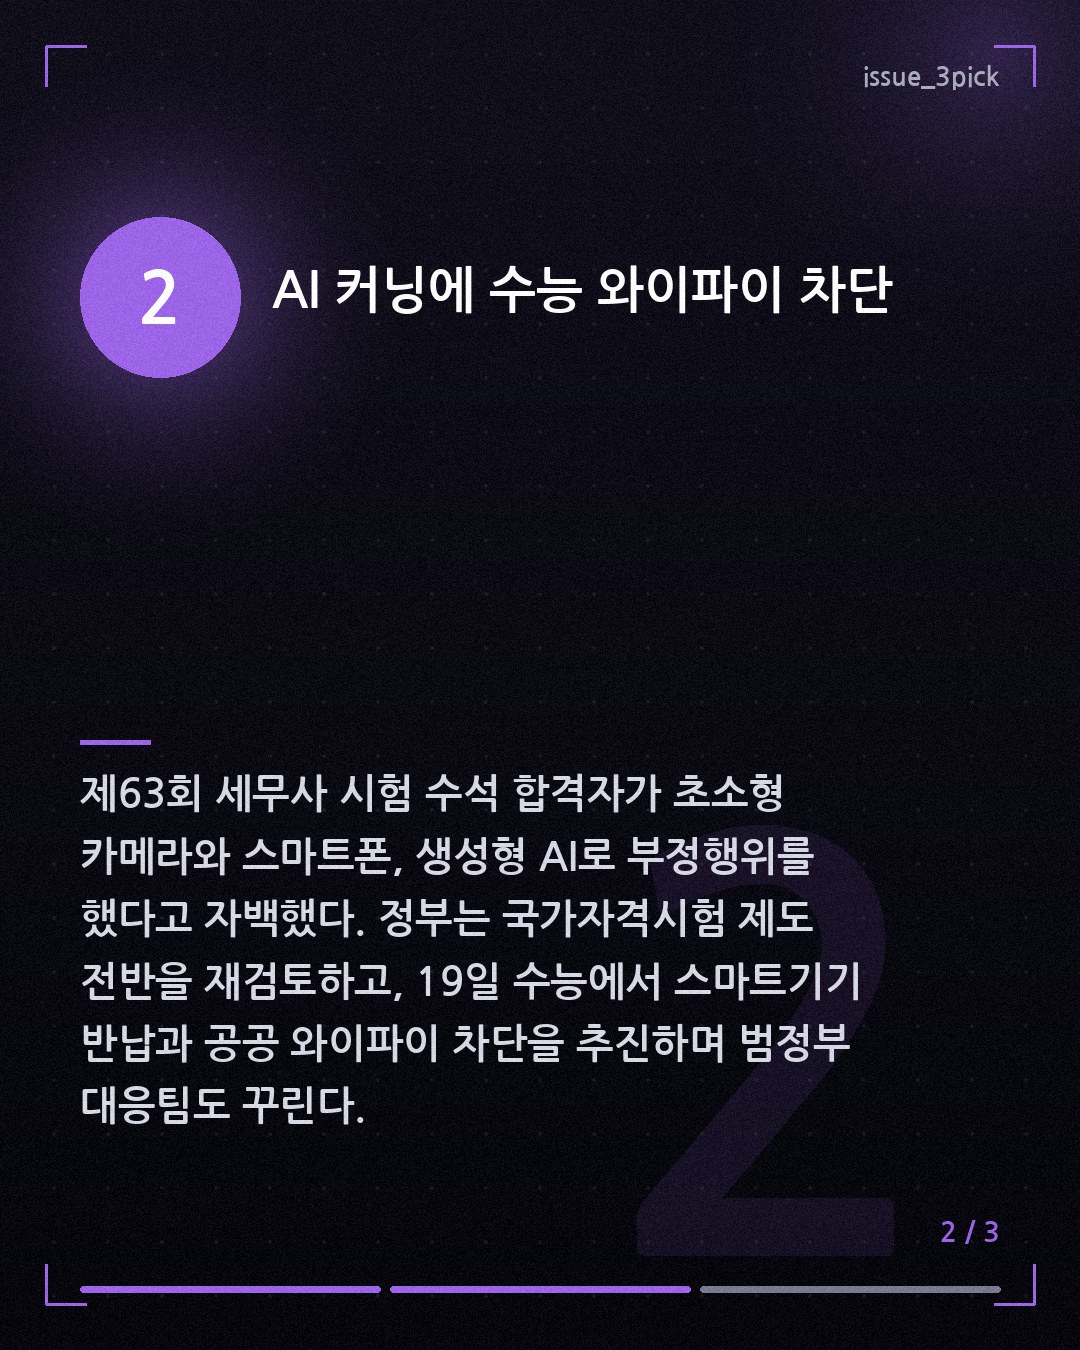 issue_3pick
2
AI 커닝에 수능 와이파이 차단
제63회 세무사 시험 수석 합격자가 초소형
카메라와 스마트폰, 생성형 AI로 부정행위를
했다고 자백했다. 정부는 국가자격시험 제도
전반을 재검토하고, 19일 수능에서 스마트기기
반납과 공공 와이파이 차단을 추진하며 범정부
대응팀도 꾸린다.
2
2 / 3